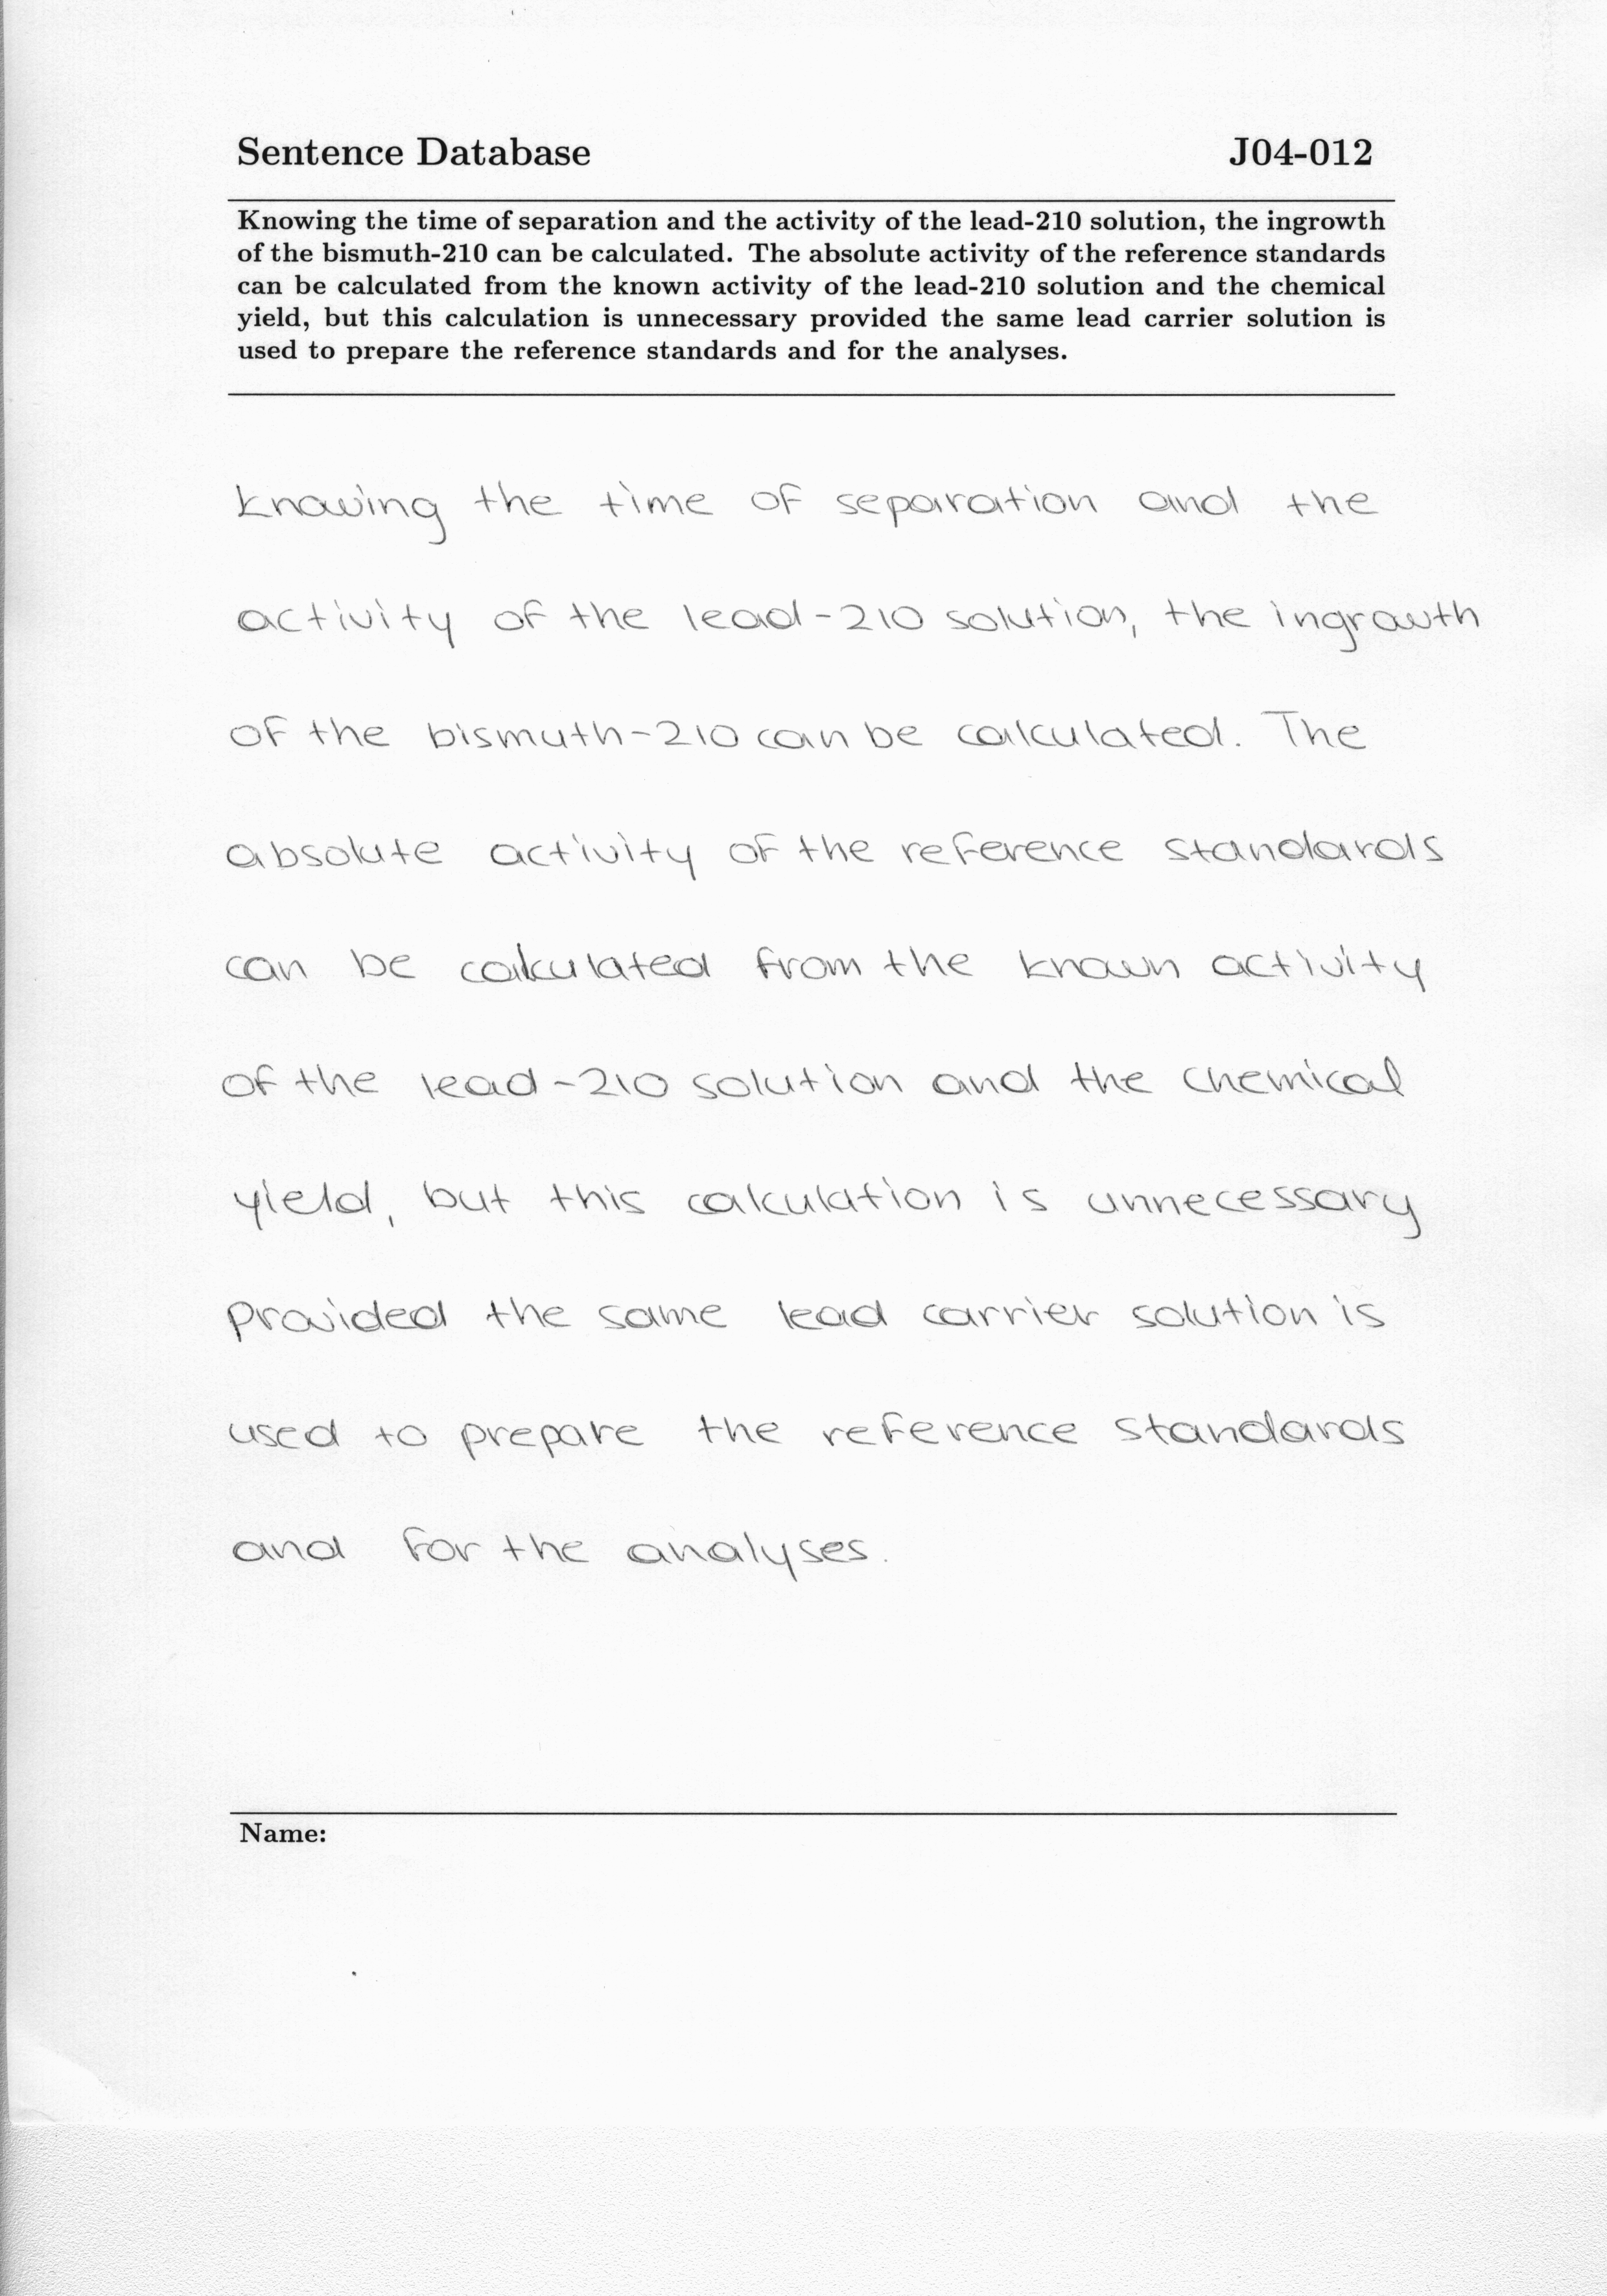 Sentence Database J04-012
Knowing the time of separation and the activity of the lead-210 solution, the ingrowth
of the bismuth-210 can be calculated. The absolute activity of the reference standards
can be calculated from the known activity of the lead-210 solution and the chemical
yield, but this calculation is unnecessary provided the same lead carrier solution is
used to prepare the reference standards and for the analyses.
Knowing the time of separation and the
activity of the lead-210 solution, the ingrowth
of the bismuth-210 can be calculated. The
absolute activity of the reference standards
can be calculated from the known activity
of the lead-210 solution and the chemical
yield, but this calculation is unnecessary
provided the same lead carrier solution is
used to prepare the reference standards
and for the analyses.
Name: